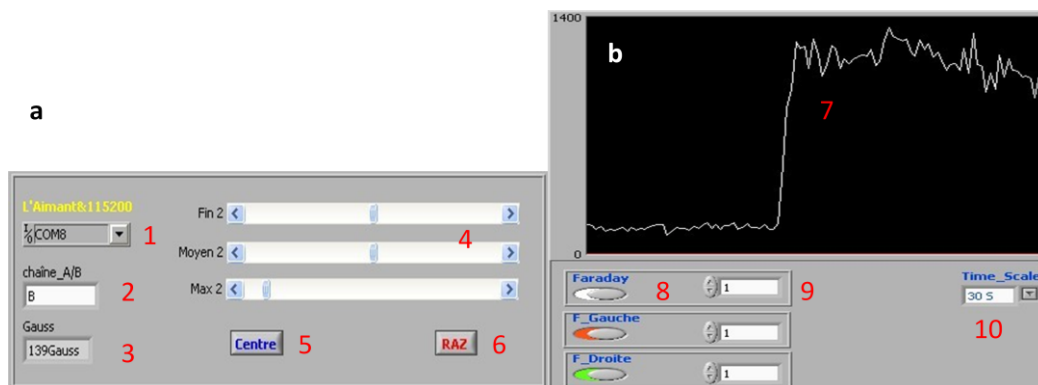 a
L'Aimant&115200
COM8
1
chaîne_A/B
B
2
Gauss
139Gauss
3
Fin 2
4
Moyen 2
Max 2
Centre
5
RAZ
6
1400
b
7
0
Faraday
8
1
9
Time_Scale
30 S
10
F_Gauche
1
F_Droite
1